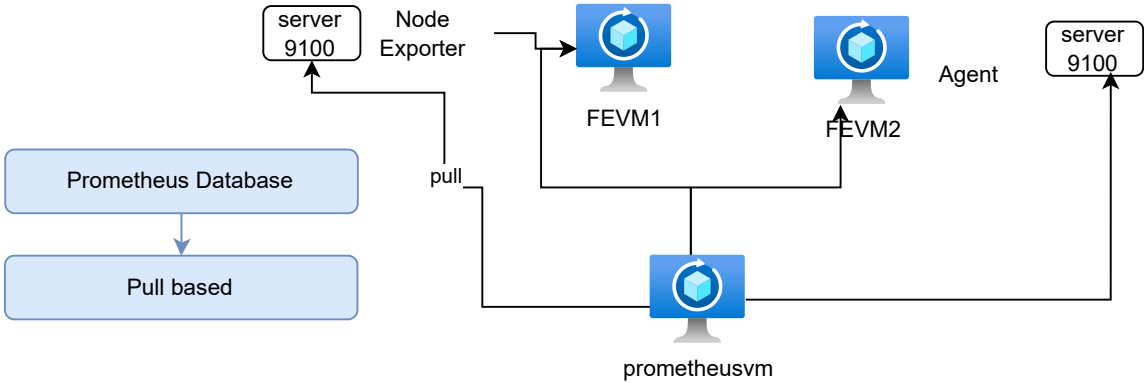 server
9100
Node
Exporter
FEVM1
FEVM2
Agent
server
9100
Prometheus Database
pull
Pull based
prometheusvm